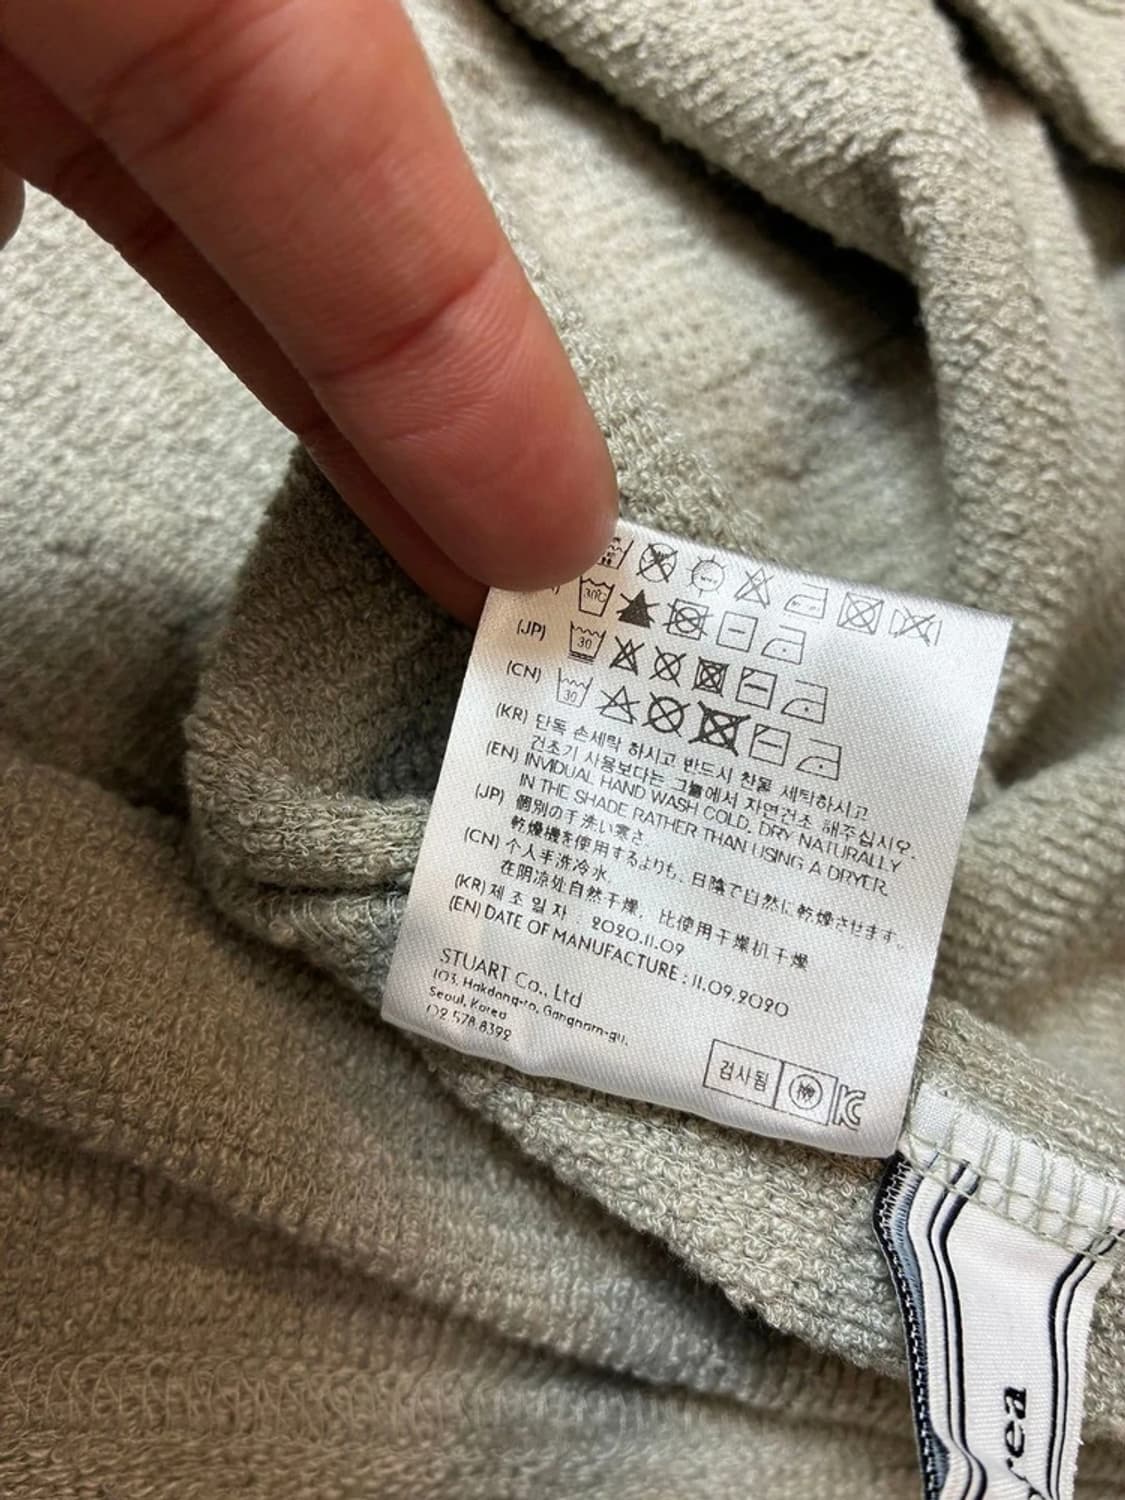 30℃
(JP)
30
(CN)
30
(KR) 단독 손세탁 하시고 반드시 찬물 세탁하시고
건조기 사용보다는 그늘에서 자연건조 해주십시오.
(EN) INVIDUAL HAND WASH COLD, DRY NATURALLY
IN THE SHADE RATHER THAN USING A DRYER.
(JP) 個別の手洗い寒さ
乾燥機を使用するよりも、日陰で自然に乾燥させます。
(CN) 个人手洗冷水
在阴凉处自然干燥, 比使用干燥机干燥
(KR) 제 조 일 자 : 2020.11.09
(EN) DATE OF MANUFACTURE : 11.09.2020
STUART Co., Ltd
103, Hakdong-ro, Gangnam-gu,
Seoul, Korea
02 578 8392
검사됨
KC
rea